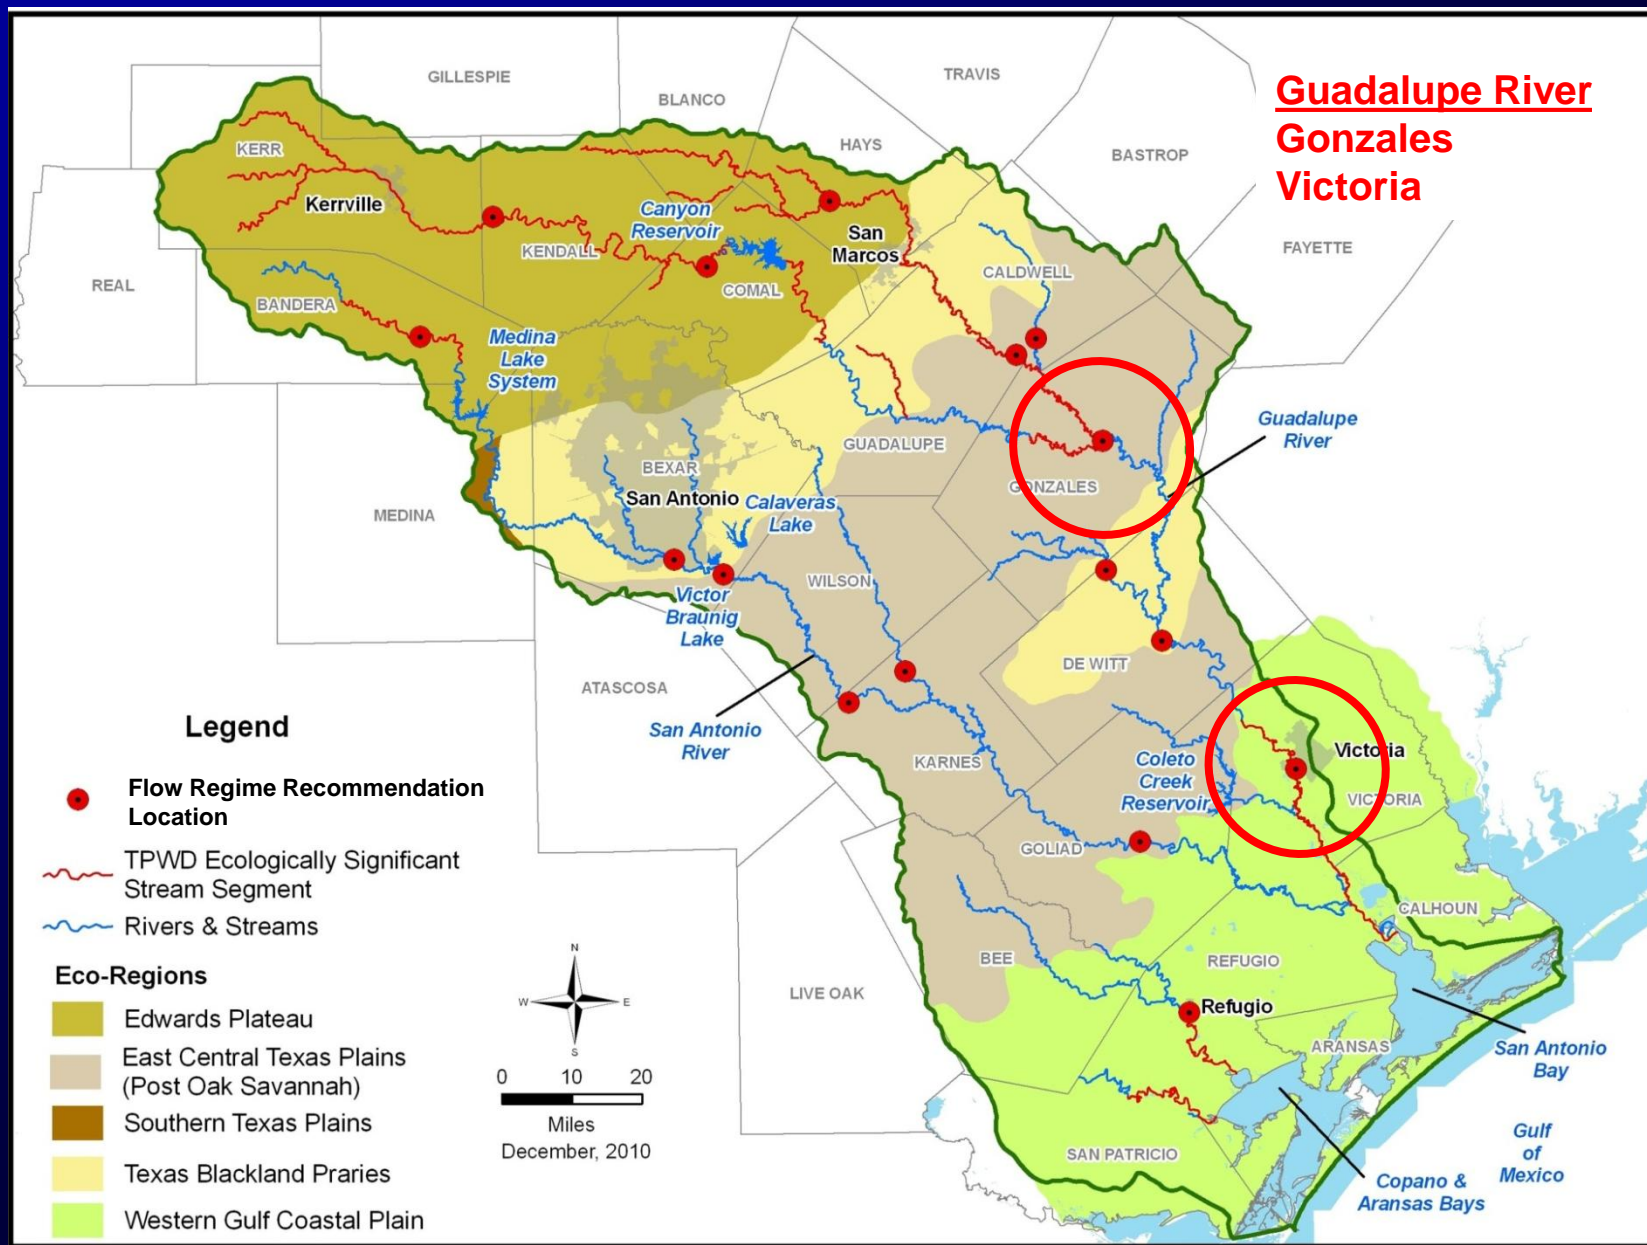 Guadalupe River
Gonzales
Victoria
GILLESPIE
TRAVIS
BLANCO
HAYS
BASTROP
KERR
Kerrville
FAYETTE
Canyon
Reservoir
San
Marcos
KENDALL
CALDWELL
REAL
COMAL
BANDERA
Medina
Lake
System
Guadalupe
River
GUADALUPE
BEXAR
GONZALES
San Antonio
Calaveras
Lake
MEDINA
WILSON
Victor
Braunig
Lake
DE WITT
ATASCOSA
San Antonio
River
Victoria
KARNES
Coleto
Creek
Reservoir
VICTORIA
GOLIAD
CALHOUN
BEE
REFUGIO
LIVE OAK
Refugio
ARANSAS
San Antonio
Bay
SAN PATRICIO
Gulf
of
Mexico
Copano &
Aransas Bays
Legend
Flow Regime Recommendation
Location
TPWD Ecologically Significant
Stream Segment
Rivers & Streams
Eco-Regions
Edwards Plateau
East Central Texas Plains
(Post Oak Savannah)
Southern Texas Plains
Texas Blackland Praries
Western Gulf Coastal Plain
N
W
E
S
0 10 20
Miles
December, 2010